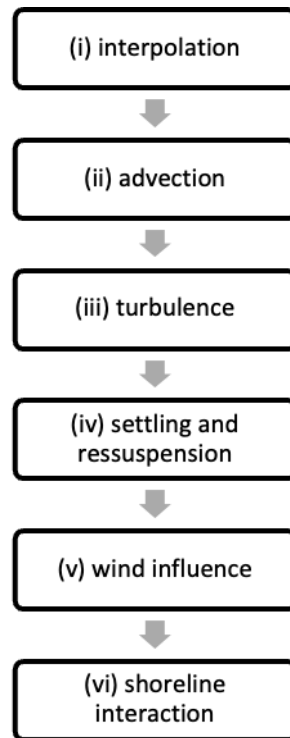 (i) interpolation
(ii) advection
(iii) turbulence
(iv) settling and
ressuspension
(v) wind influence
(vi) shoreline
interaction